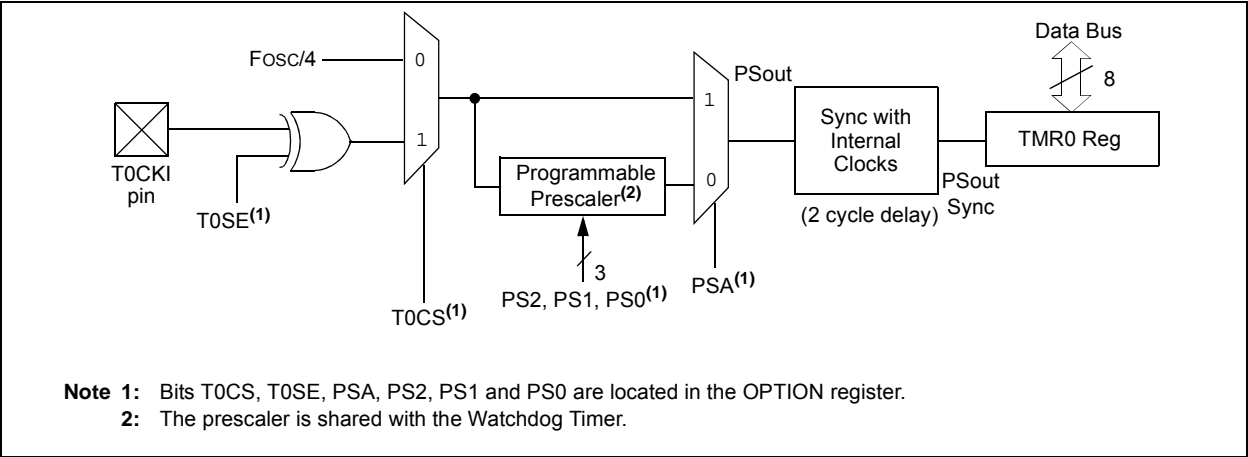 Data Bus
8
FOSC/4
0
PSout
1
Sync with
Internal
Clocks
TMR0 Reg
1
T0CKI
pin
Programmable
Prescaler(2)
0
PSout
Sync
T0SE(1)
(2 cycle delay)
3
PS2, PS1, PS0(1)
PSA(1)
T0CS(1)
Note 1: Bits T0CS, T0SE, PSA, PS2, PS1 and PS0 are located in the OPTION register.
2: The prescaler is shared with the Watchdog Timer.